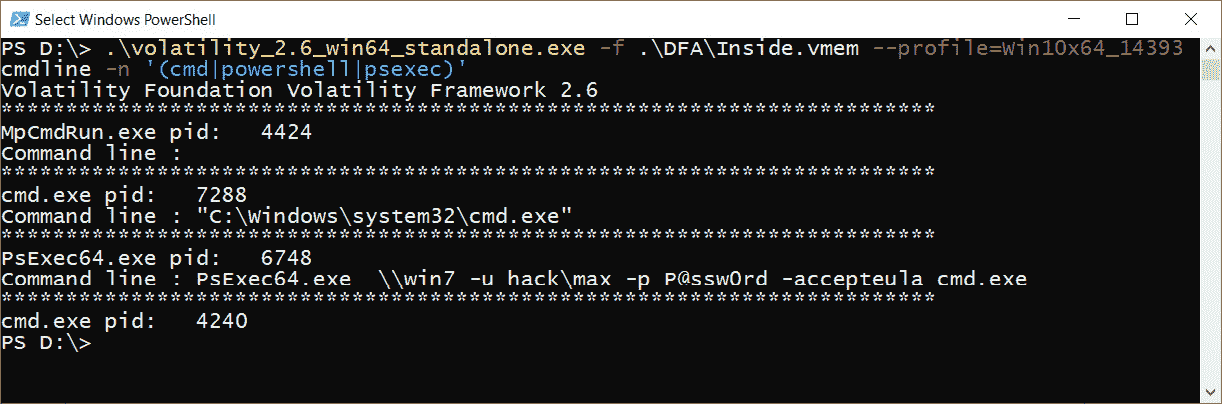 Select Windows PowerShell
PS D:\> .\volatility_2.6_win64_standalone.exe -f .\DFA\Inside.vmem --profile=Win10x64_14393
cmdline -n '(cmd|powershell|psexec)'
Volatility Foundation Volatility Framework 2.6
************************************************************************
MpCmdRun.exe pid:   4424
Command line :
************************************************************************
cmd.exe pid:   7288
Command line : "C:\Windows\system32\cmd.exe"
************************************************************************
PsExec64.exe pid:   6748
Command line : PsExec64.exe  \\win7 -u hack\max -p P@ssw0rd -accepteula cmd.exe
************************************************************************
cmd.exe pid:   4240
PS D:\>